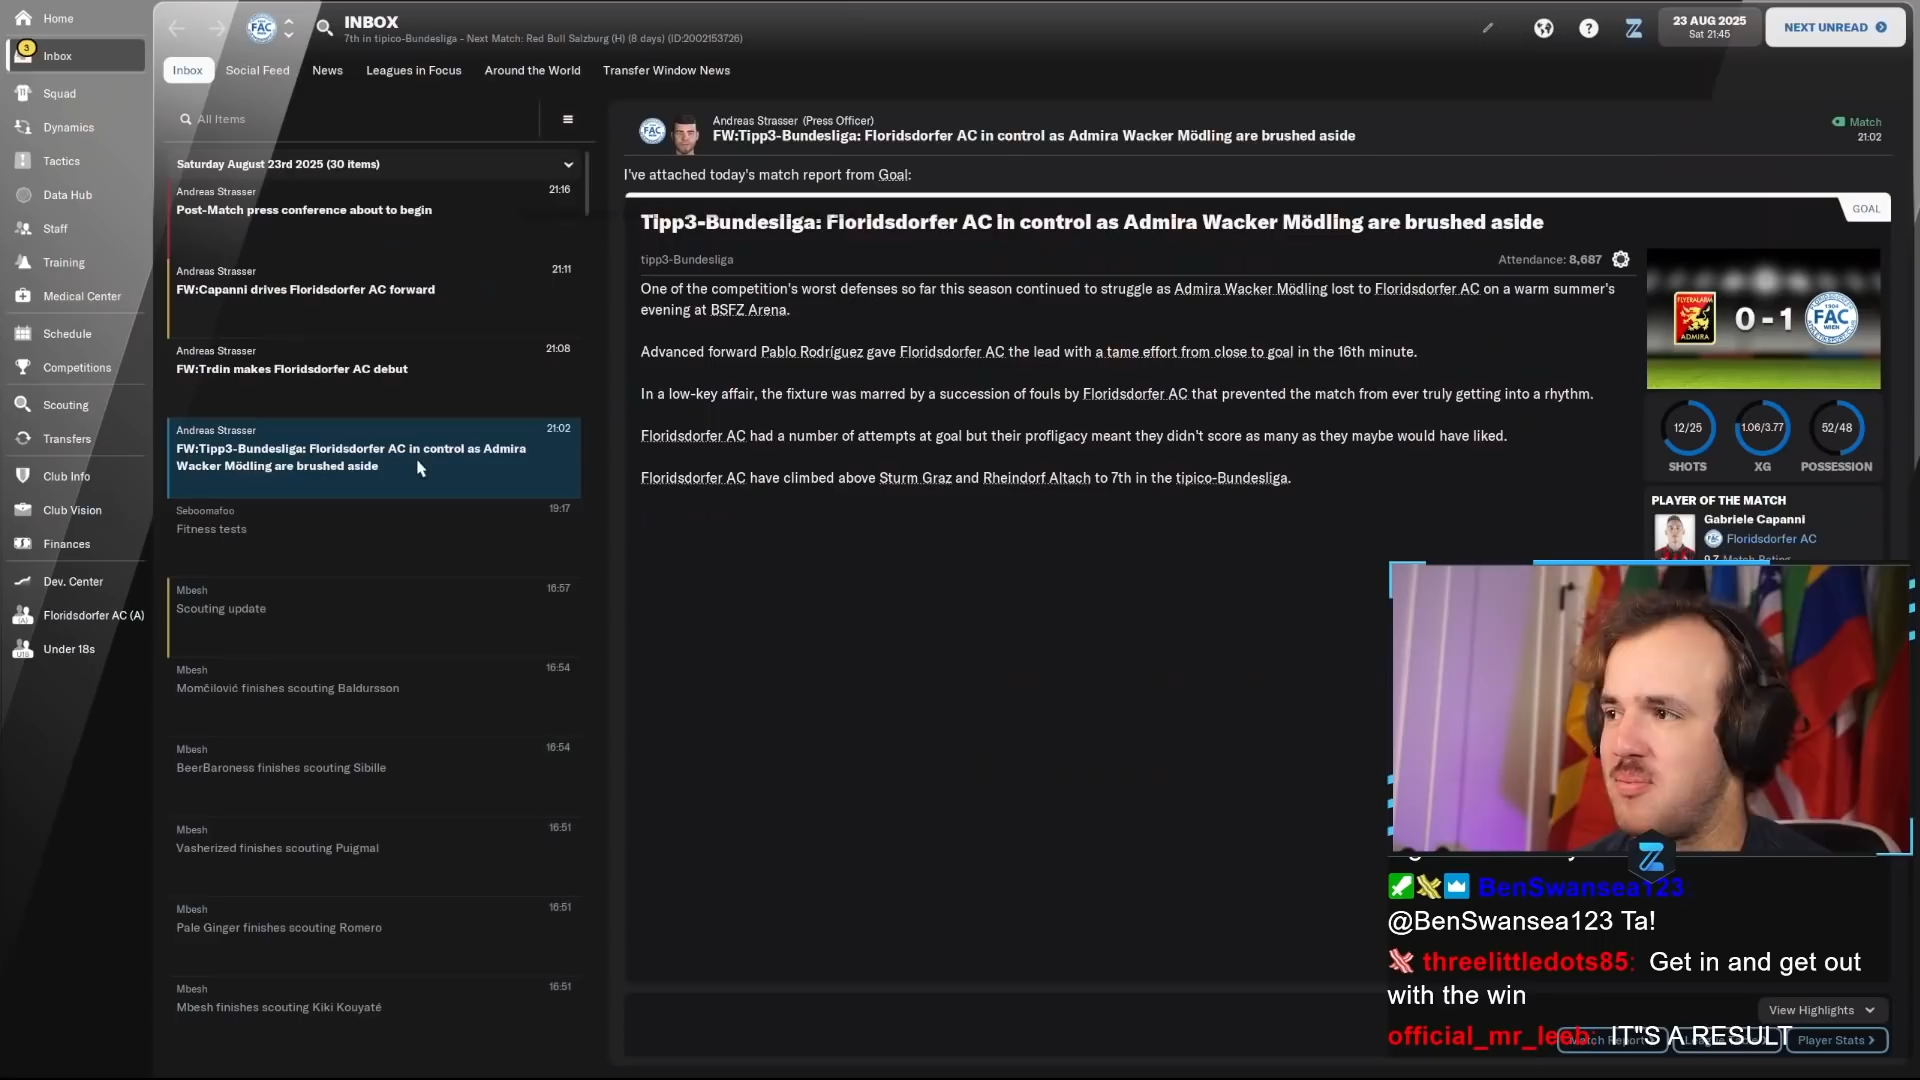 Home
3
Inbox
Squad
Dynamics
Tactics
Data Hub
Staff
Training
Medical Center
Schedule
Competitions
Scouting
Transfers
Club Info
Club Vision
Finances
Dev. Center
Floridsdorfer AC (A)
Under 18s
FAC
INBOX
7th in tipico-Bundesliga - Next Match: Red Bull Salzburg (H) (8 days) (ID:2002153726)
23 AUG 2025
Sat 21:45
NEXT UNREAD
Inbox
Social Feed
News
Leagues in Focus
Around the World
Transfer Window News
All Items
Saturday August 23rd 2025 (30 items)
Andreas Strasser 21:16
Post-Match press conference about to begin
Andreas Strasser 21:11
FW:Capanni drives Floridsdorfer AC forward
Andreas Strasser 21:08
FW:Trdin makes Floridsdorfer AC debut
Andreas Strasser 21:02
FW:Tipp3-Bundesliga: Floridsdorfer AC in control as Admira
Wacker Mödling are brushed aside
Seboomafoo 19:17
Fitness tests
Mbesh 16:57
Scouting update
Mbesh 16:54
Momčilović finishes scouting Baldursson
Mbesh 16:54
BeerBaroness finishes scouting Sibille
Mbesh 16:51
Vasherized finishes scouting Puigmal
Mbesh 16:51
Pale Ginger finishes scouting Romero
Mbesh 16:51
Mbesh finishes scouting Kiki Kouyaté
FAC
Andreas Strasser (Press Officer)
FW:Tipp3-Bundesliga: Floridsdorfer AC in control as Admira Wacker Mödling are brushed aside
Match
21:02
I've attached today's match report from Goal:
GOAL
Tipp3-Bundesliga: Floridsdorfer AC in control as Admira Wacker Mödling are brushed aside
tipp3-Bundesliga
Attendance: 8,687
One of the competition's worst defenses so far this season continued to struggle as Admira Wacker Mödling lost to Floridsdorfer AC on a warm summer's
evening at BSFZ Arena.
Advanced forward Pablo Rodríguez gave Floridsdorfer AC the lead with a tame effort from close to goal in the 16th minute.
In a low-key affair, the fixture was marred by a succession of fouls by Floridsdorfer AC that prevented the match from ever truly getting into a rhythm.
Floridsdorfer AC had a number of attempts at goal but their profligacy meant they didn't score as many as they maybe would have liked.
Floridsdorfer AC have climbed above Sturm Graz and Rheindorf Altach to 7th in the tipico-Bundesliga.
FLYERALARM
ADMIRA
0 - 1
1904
FAC
WIEN
12/25
SHOTS
1.06/3.77
XG
52/48
POSSESSION
PLAYER OF THE MATCH
Gabriele Capanni
Floridsdorfer AC
BenSwansea123
@BenSwansea123 Ta!
threelittledots85: Get in and get out
with the win
official_mr_leeb: IT"S A RESULT
View Highlights
Match Report
Player Stats